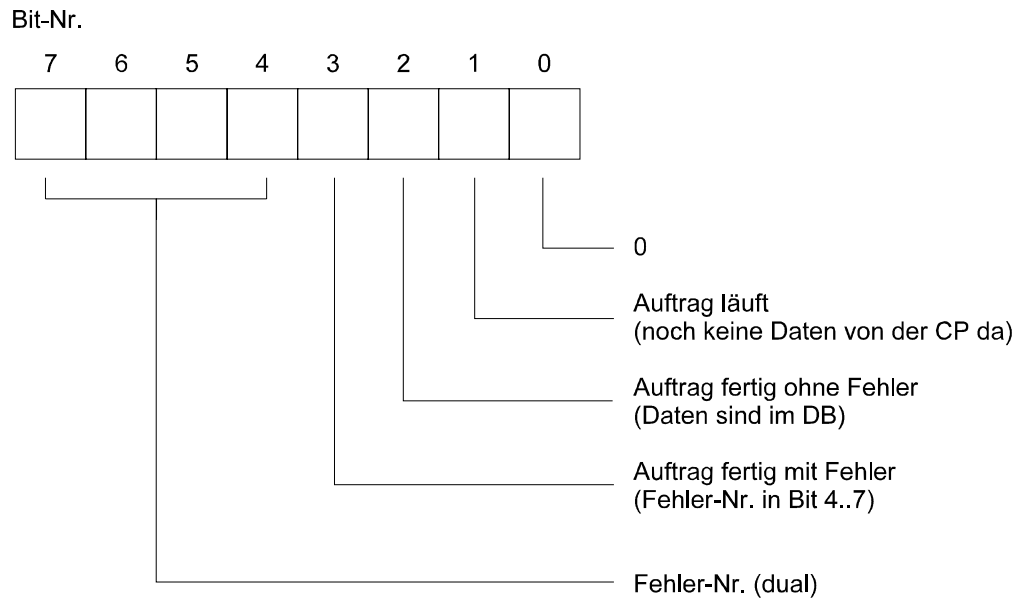 Bit-Nr.
7 6 5 4 3 2 1 0
0
Auftrag läuft
(noch keine Daten von der CP da)
Auftrag fertig ohne Fehler
(Daten sind im DB)
Auftrag fertig mit Fehler
(Fehler-Nr. in Bit 4..7)
Fehler-Nr. (dual)